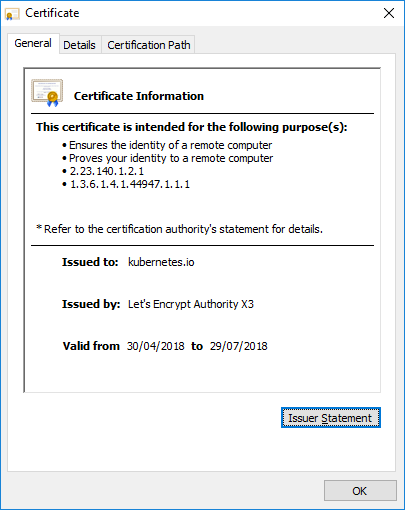 Certificate
General Details Certification Path
Certificate Information
This certificate is intended for the following purpose(s):
• Ensures the identity of a remote computer
• Proves your identity to a remote computer
• 2.23.140.1.2.1
• 1.3.6.1.4.1.44947.1.1.1
* Refer to the certification authority's statement for details.
Issued to: kubernetes.io
Issued by: Let's Encrypt Authority X3
Valid from 30/04/2018 to 29/07/2018
Issuer Statement
OK